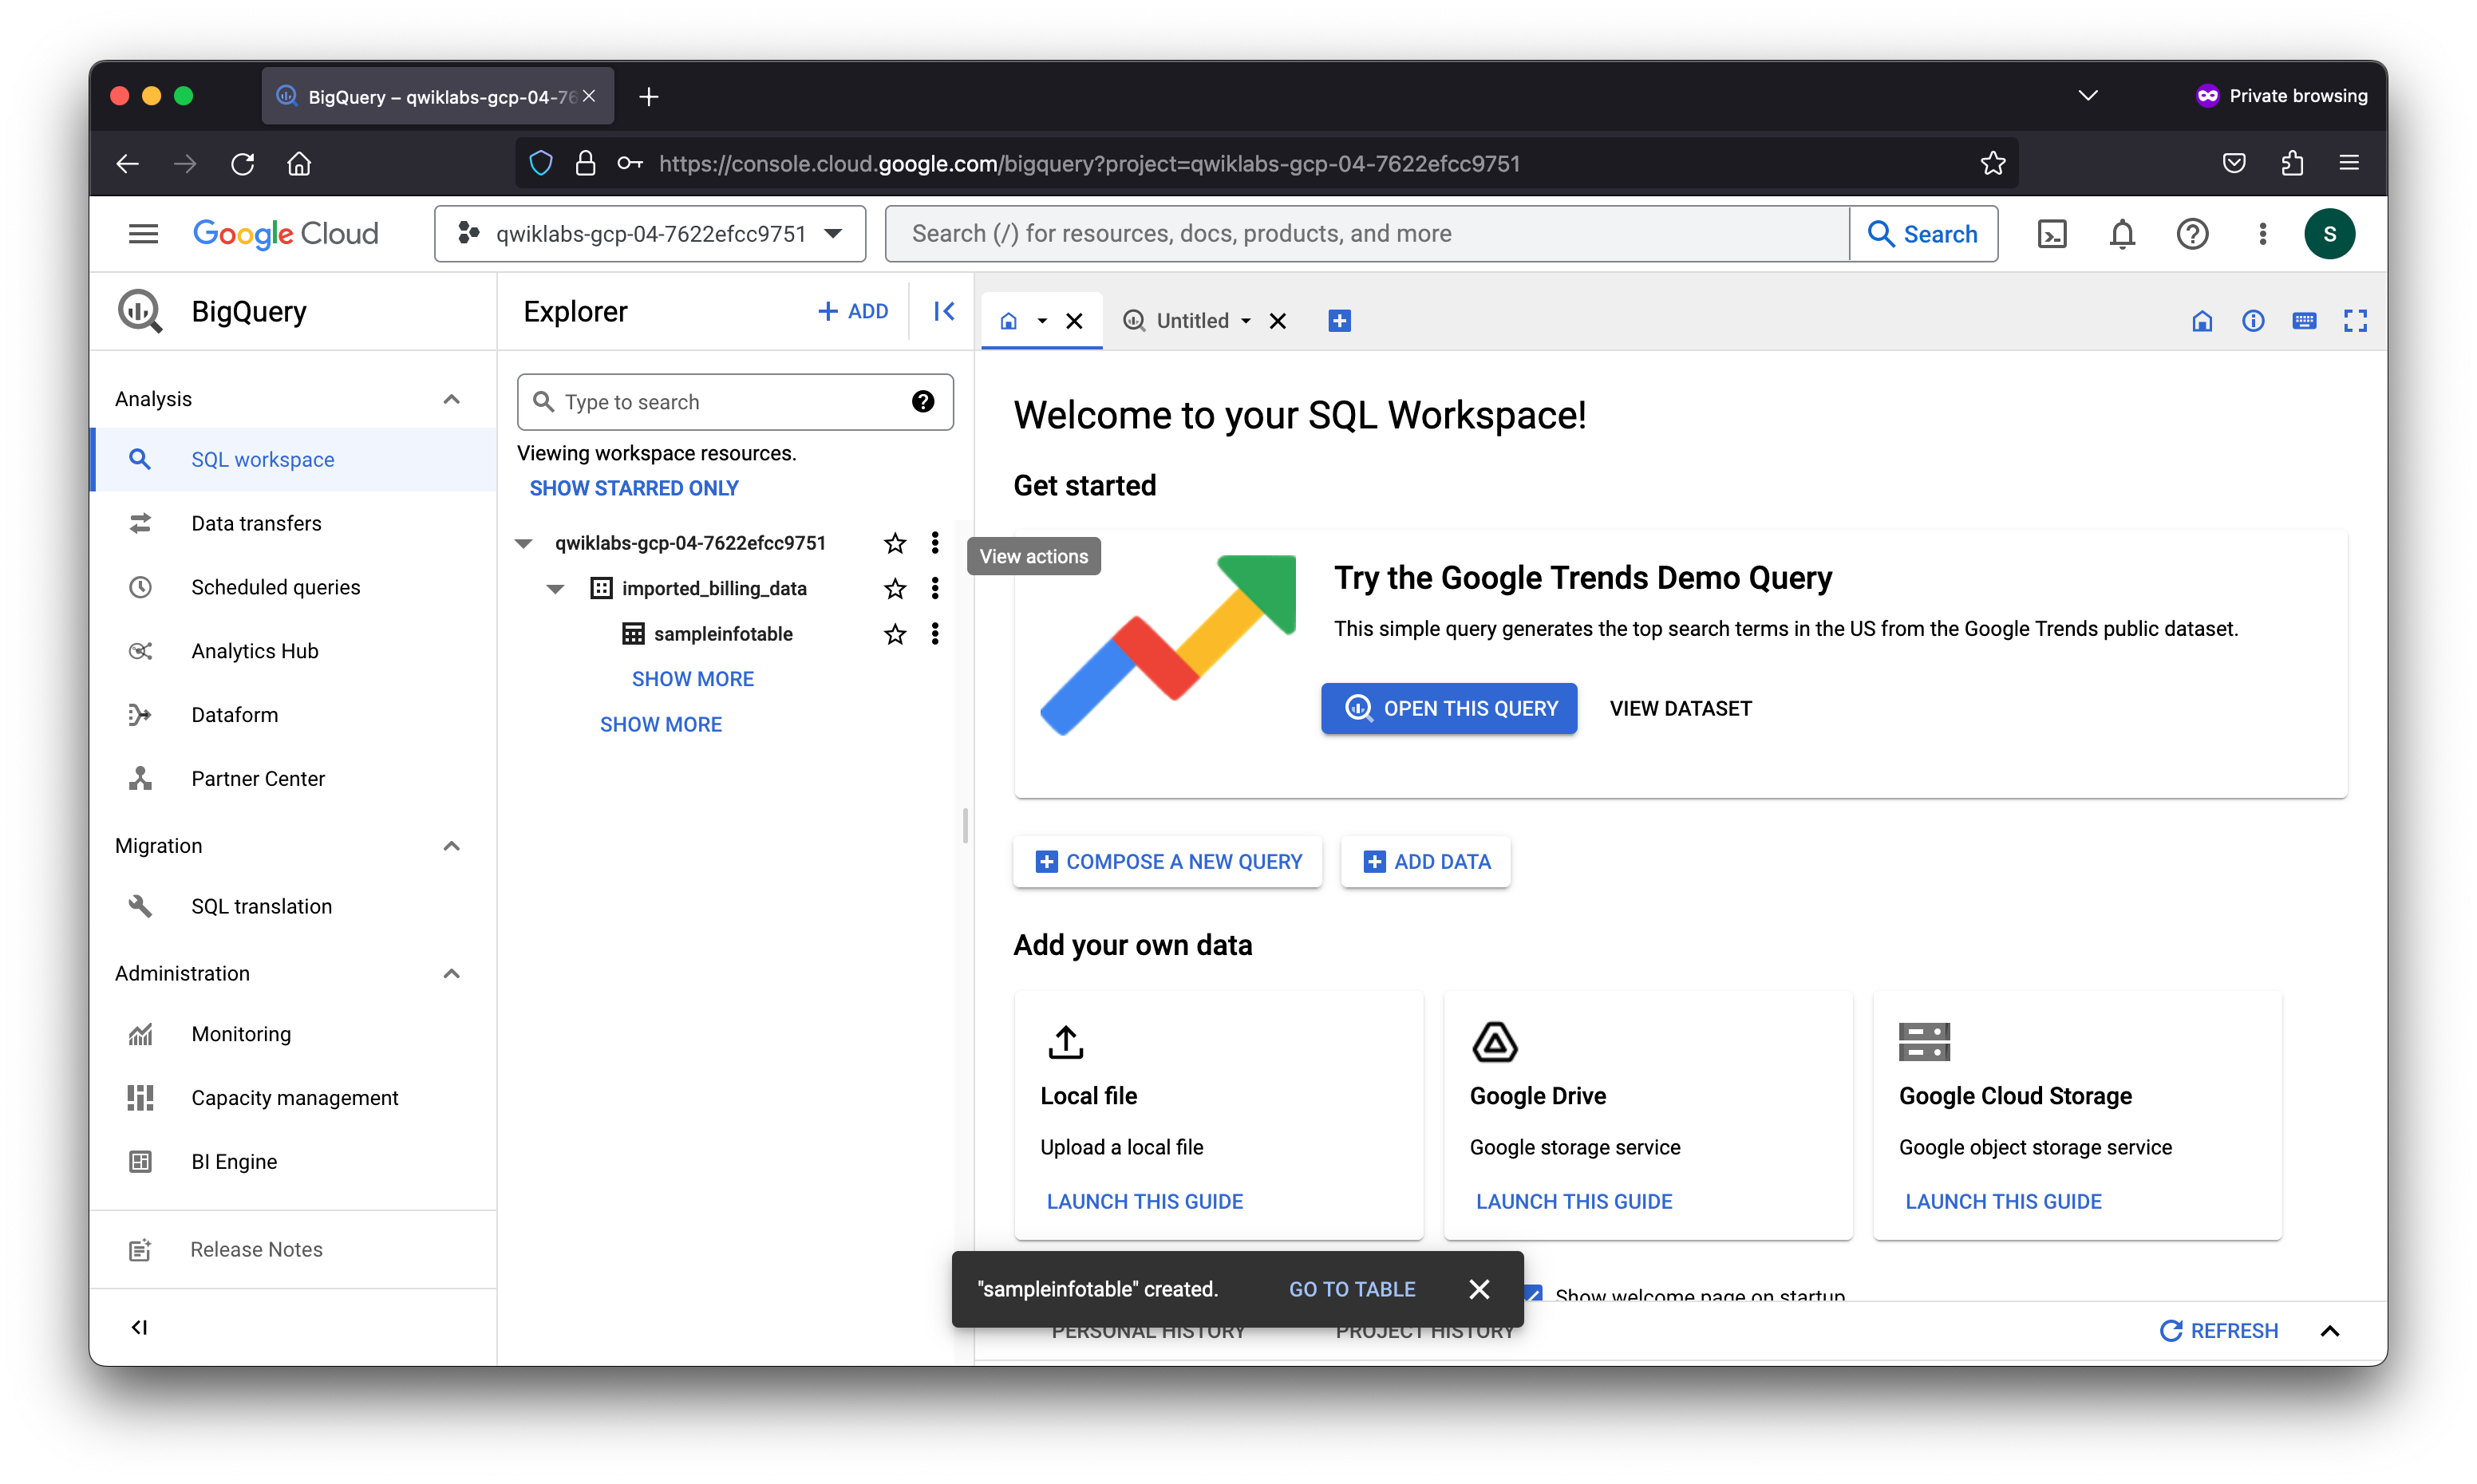 BigQuery – qwiklabs-gcp-04-76
Private browsing
https://console.cloud.google.com/bigquery?project=qwiklabs-gcp-04-7622efcc9751
Google Cloud
qwiklabs-gcp-04-7622efcc9751
Search (/) for resources, docs, products, and more
Search
S
BigQuery
Analysis
SQL workspace
Data transfers
Scheduled queries
Analytics Hub
Dataform
Partner Center
Migration
SQL translation
Administration
Monitoring
Capacity management
BI Engine
Release Notes
Explorer
ADD
Type to search
Viewing workspace resources.
SHOW STARRED ONLY
qwiklabs-gcp-04-7622efcc9751
imported_billing_data
sampleinfotable
SHOW MORE
SHOW MORE
View actions
Untitled
Welcome to your SQL Workspace!
Get started
Try the Google Trends Demo Query
This simple query generates the top search terms in the US from the Google Trends public dataset.
OPEN THIS QUERY
VIEW DATASET
COMPOSE A NEW QUERY
ADD DATA
Add your own data
Local file
Upload a local file
LAUNCH THIS GUIDE
Google Drive
Google storage service
LAUNCH THIS GUIDE
Google Cloud Storage
Google object storage service
LAUNCH THIS GUIDE
"sampleinfotable" created.
GO TO TABLE
Show welcome page on startup
PERSONAL HISTORY
PROJECT HISTORY
REFRESH